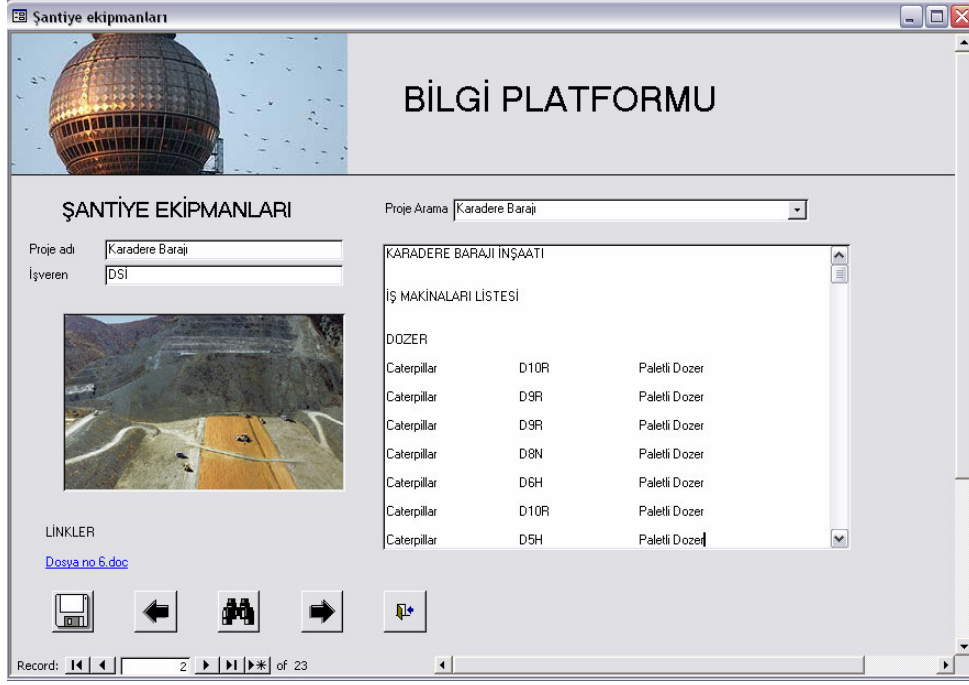 Şantiye ekipmanları
BİLGİ PLATFORMU
ŞANTİYE EKİPMANLARI
Proje Arama Karadere Barajı
Proje adı Karadere Barajı
İşveren DSİ
KARADERE BARAJI İNŞAATI
İŞ MAKİNALARI LİSTESİ
DOZER
Caterpillar D10R Paletli Dozer
Caterpillar D9R Paletli Dozer
Caterpillar D9R Paletli Dozer
Caterpillar D8N Paletli Dozer
Caterpillar D6H Paletli Dozer
Caterpillar D10R Paletli Dozer
Caterpillar D5H Paletli Dozer
LİNKLER
Dosya no 6.doc
Record: 2 of 23